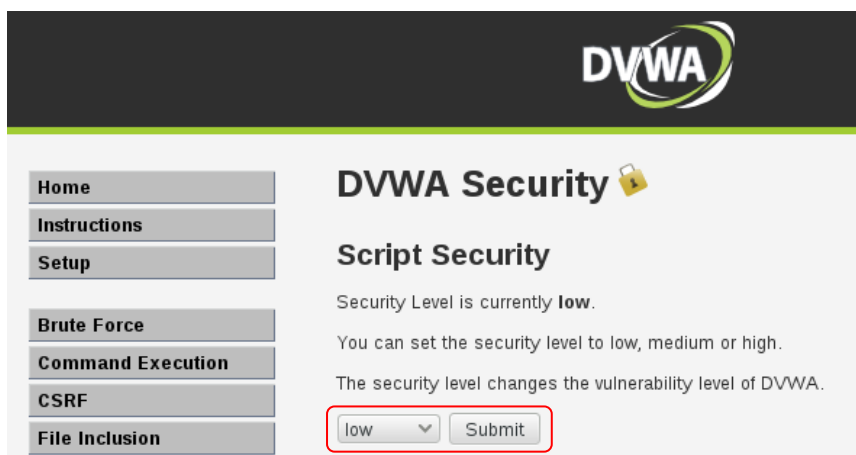 DVWA
Home
Instructions
Setup
Brute Force
Command Execution
CSRF
File Inclusion
DVWA Security
Script Security
Security Level is currently low.
You can set the security level to low, medium or high.
The security level changes the vulnerability level of DVWA.
low Submit